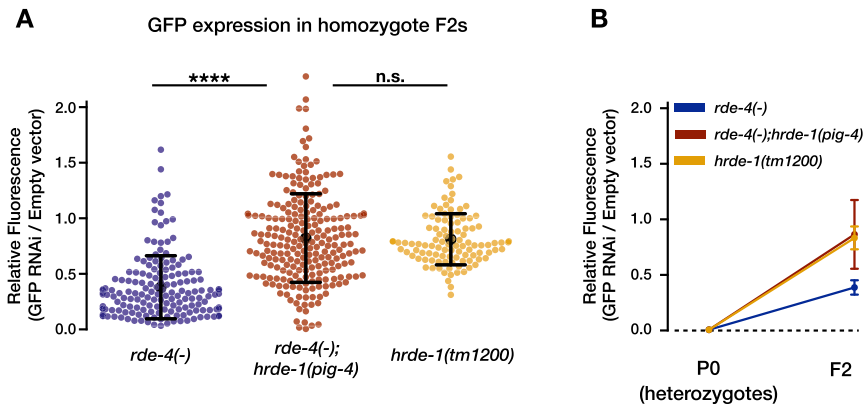 A
GFP expression in homozygote F2s
****
n.s.
Relative Fluorescence
(GFP RNAi / Empty vector)
2.0
1.5
1.0
0.5
0.0
rde-4(-)
rde-4(-);
hrde-1(pig-4)
hrde-1(tm1200)
B
Relative Fluorescence
(GFP RNAi / Empty vector)
2.0
1.5
1.0
0.5
0.0
rde-4(-)
rde-4(-);hrde-1(pig-4)
hrde-1(tm1200)
P0
(heterozygotes)
F2